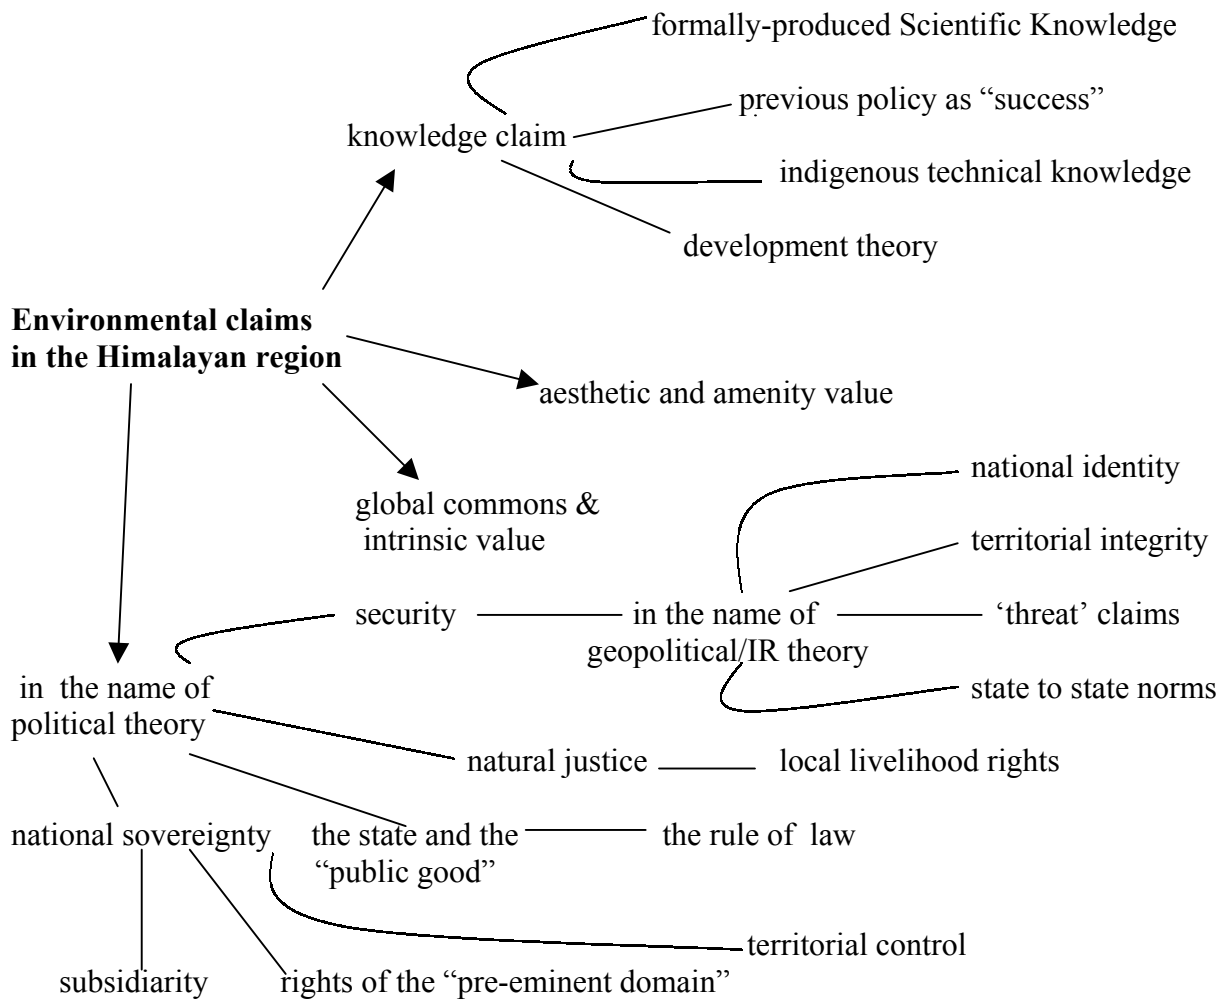 formally-produced Scientific Knowledge
previous policy as “success”
knowledge claim
indigenous technical knowledge
development theory
Environmental claims
in the Himalayan region
aesthetic and amenity value
global commons &
intrinsic value
national identity
territorial integrity
security
in the name of
geopolitical/IR theory
‘threat’ claims
state to state norms
in the name of
political theory
natural justice
local livelihood rights
national sovereignty
the state and the
“public good”
the rule of law
territorial control
subsidiarity
rights of the “pre-eminent domain”